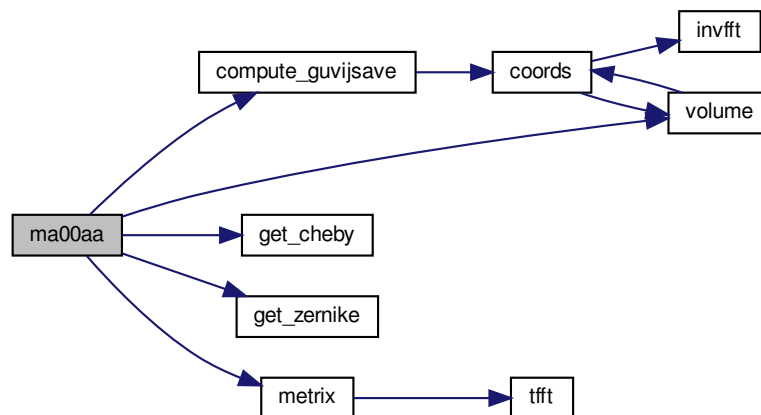 invfft
compute_guvijsave
coords
volume
ma00aa
get_cheby
get_zernike
metrix
tfft